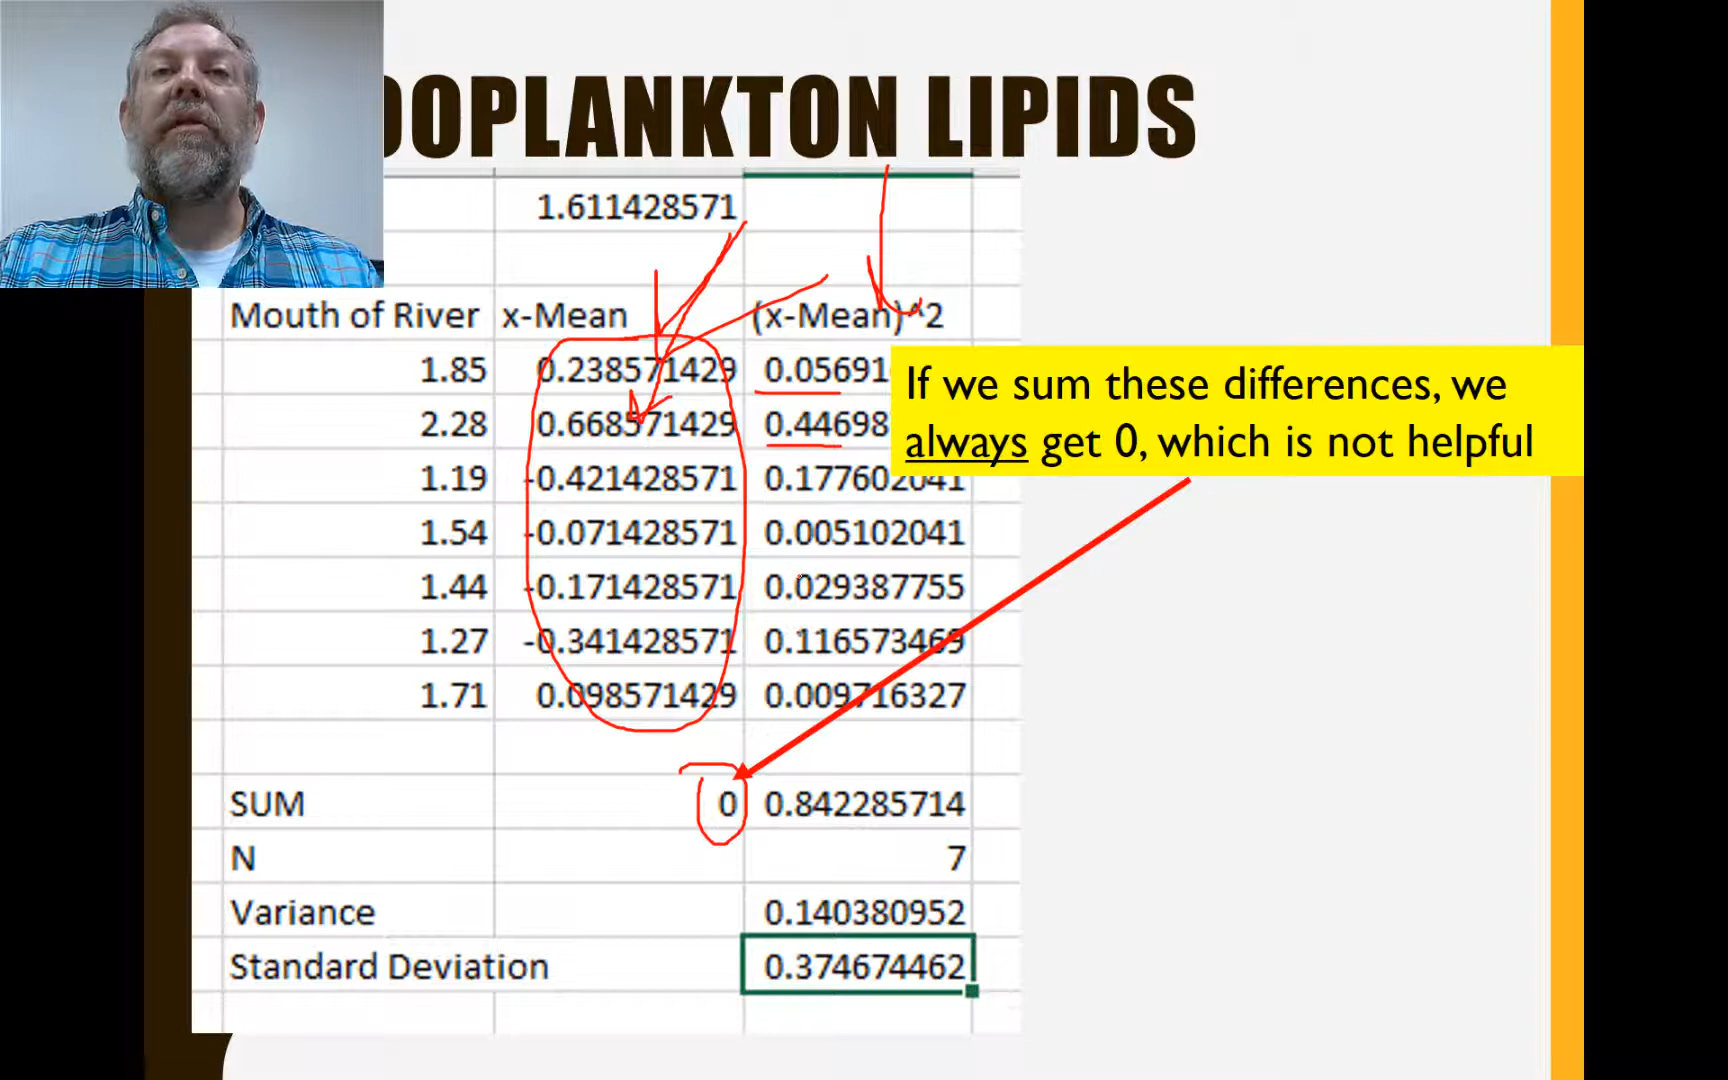 OOPLANKTON LIPIDS
1.611428571
Mouth of River x-Mean (x-Mean)^2
1.85 0.238571429 0.05691
2.28 0.668571429 0.44698
1.19 -0.421428571 0.177602041
1.54 -0.071428571 0.005102041
1.44 -0.171428571 0.029387755
1.27 -0.341428571 0.116573469
1.71 0.098571429 0.009716327
SUM 0 0.842285714
N 7
Variance 0.140380952
Standard Deviation 0.374674462
If we sum these differences, we
always get 0, which is not helpful